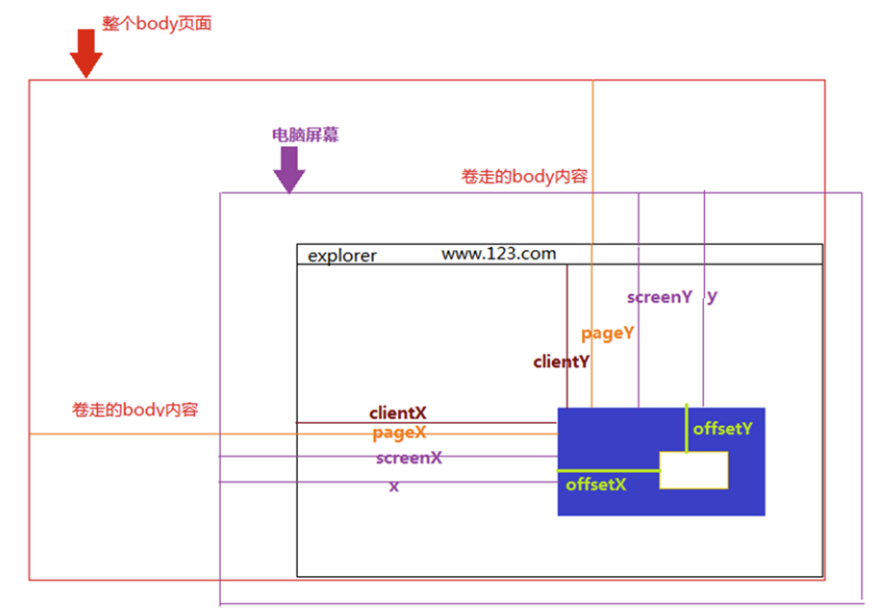 整个body页面
电脑屏幕
卷走的body内容
explorer
www.123.com
screenY
y
pageY
clientY
卷走的body内容
clientX
pageX
screenX
x
offsetY
offsetX